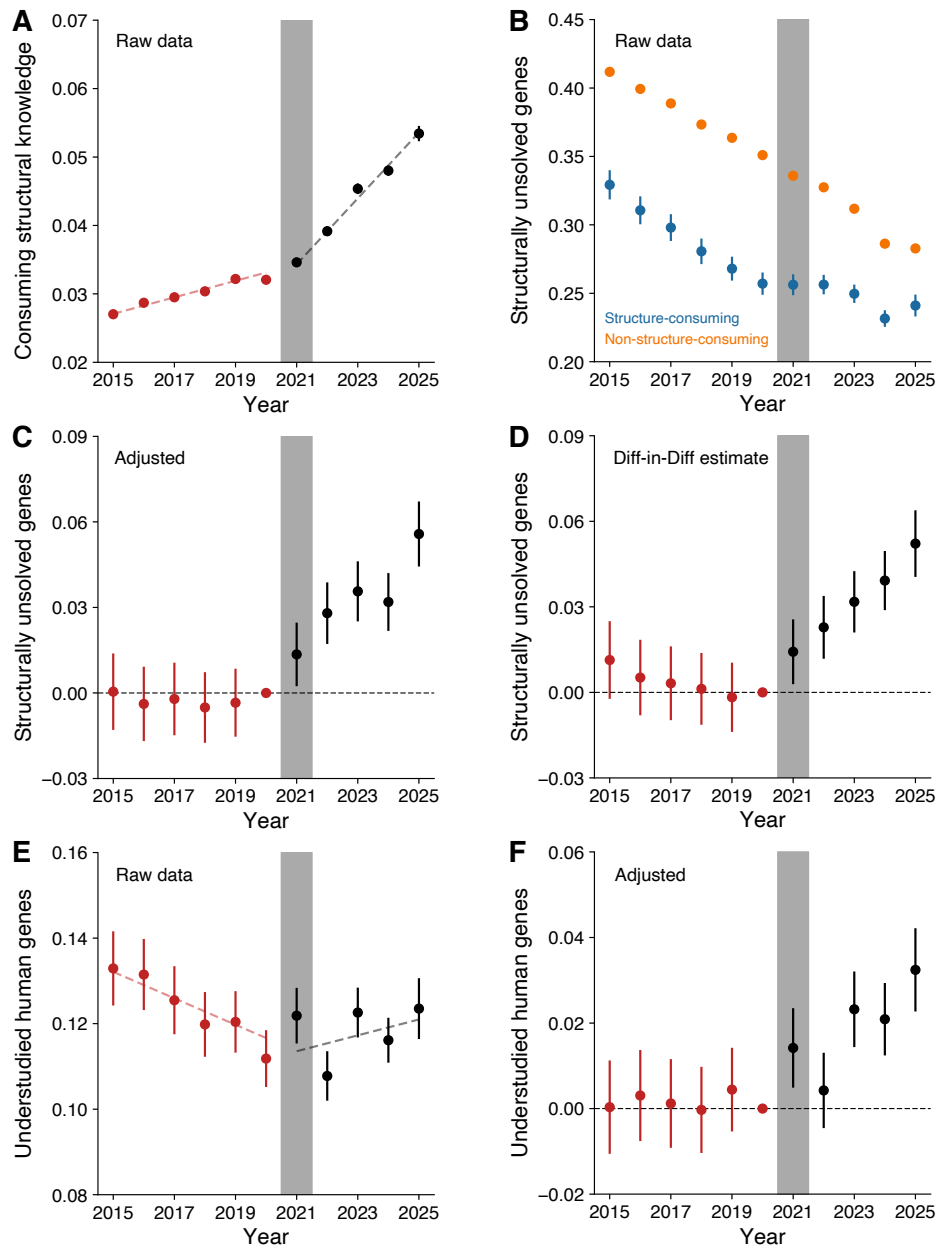 A
Raw data
Consuming structural knowledge
0.07
0.06
0.05
0.04
0.03
0.02
2015 2017 2019 2021 2023 2025
Year
B
Raw data
Structurally unsolved genes
0.45
0.40
0.35
0.30
0.25
0.20
Structure-consuming
Non-structure-consuming
2015 2017 2019 2021 2023 2025
Year
C
Adjusted
Structurally unsolved genes
0.09
0.06
0.03
0.00
−0.03
2015 2017 2019 2021 2023 2025
Year
D
Diff-in-Diff estimate
Structurally unsolved genes
0.09
0.06
0.03
0.00
−0.03
2015 2017 2019 2021 2023 2025
Year
E
Raw data
Understudied human genes
0.16
0.14
0.12
0.10
0.08
2015 2017 2019 2021 2023 2025
Year
F
Adjusted
Understudied human genes
0.06
0.04
0.02
0.00
−0.02
2015 2017 2019 2021 2023 2025
Year